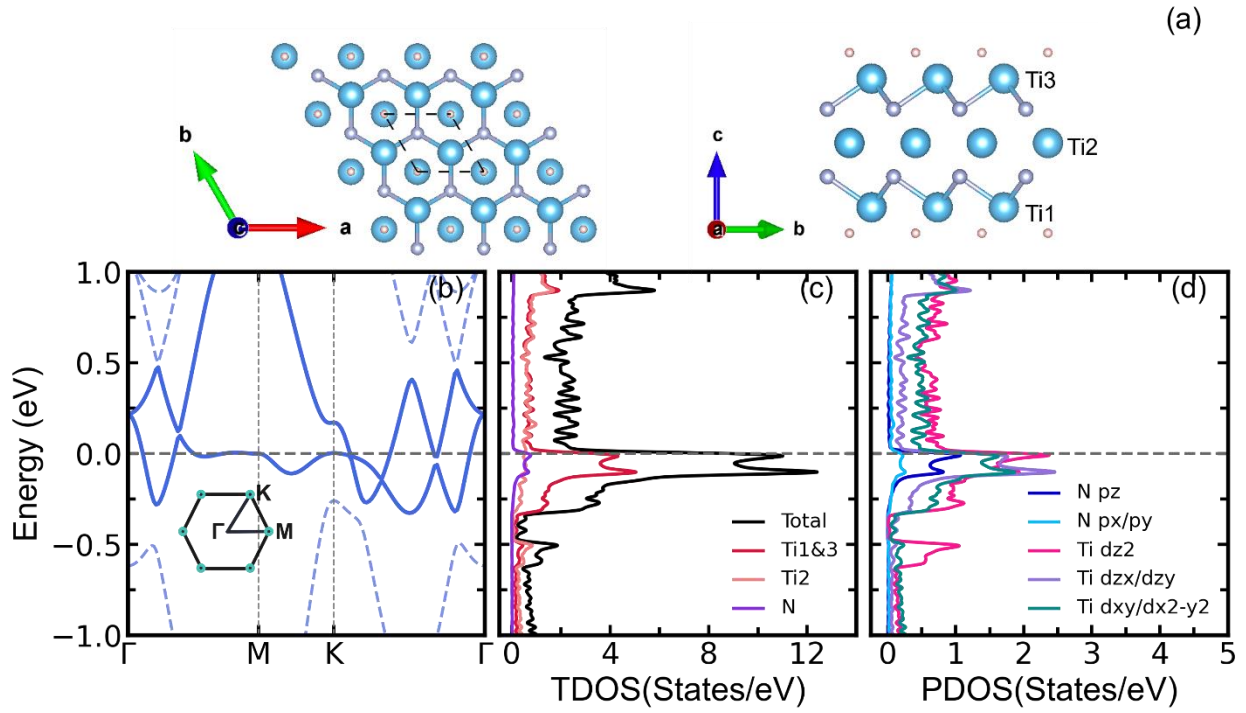 (a)
b
a
c
c
a
b
Ti3
Ti2
Ti1
(b)
(c)
(d)
Energy (eV)
1.0
0.5
0.0
−0.5
−1.0
Γ
M
K
Γ
K
Γ
M
Total
Ti1&3
Ti2
N
0
4
8
12
TDOS(States/eV)
N pz
N px/py
Ti dz2
Ti dzx/dzy
Ti dxy/dx2-y2
0
1
2
3
4
5
PDOS(States/eV)